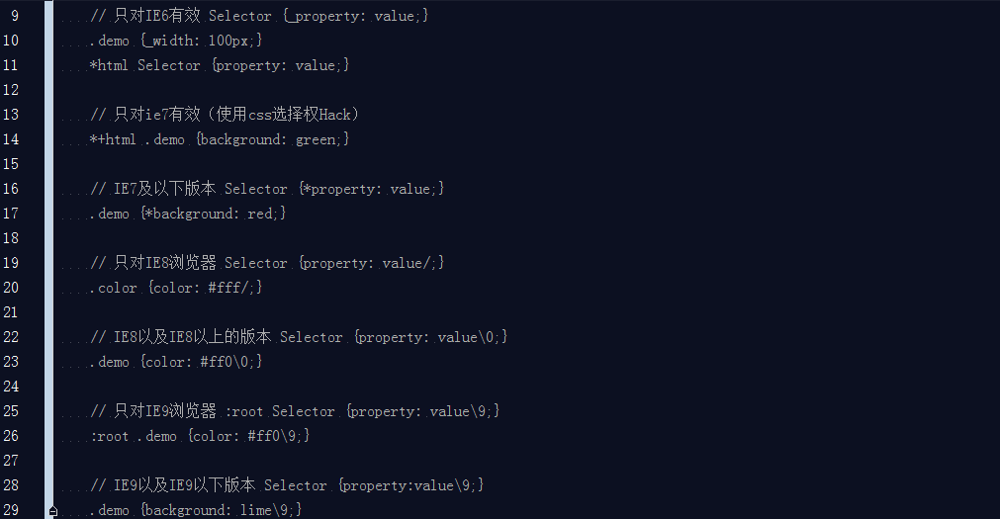 9 // 只对IE6有效 Selector {_property: value;}
10 .demo {_width: 100px;}
11 *html Selector {property: value;}
12
13 // 只对ie7有效（使用css选择权Hack）
14 *+html .demo {background: green;}
15
16 // IE7及以下版本 Selector {*property: value;}
17 .demo {*background: red;}
18
19 // 只对IE8浏览器 Selector {property: value/;}
20 .color {color: #fff/;}
21
22 // IE8以及IE8以上的版本 Selector {property: value\0;}
23 .demo {color: #ff0\0;}
24
25 // 只对IE9浏览器 :root Selector {property: value\9;}
26 :root .demo {color: #ff0\9;}
27
28 // IE9以及IE9以下版本 Selector {property:value\9;}
29 .demo {background: lime\9;}